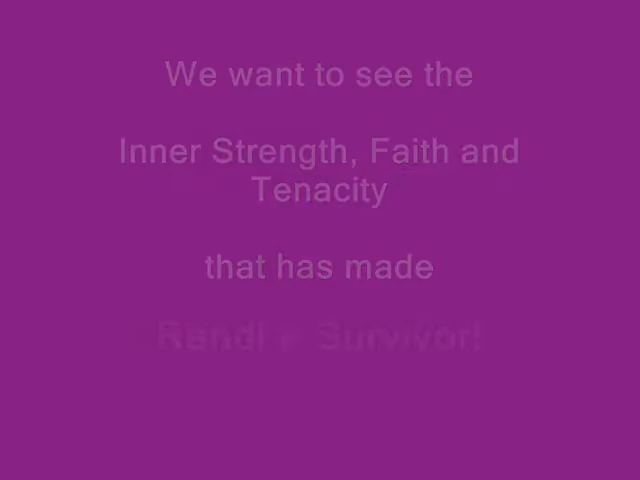 We want to see the
Inner Strength, Faith and
Tenacity
that has made
Randi a Survivor!